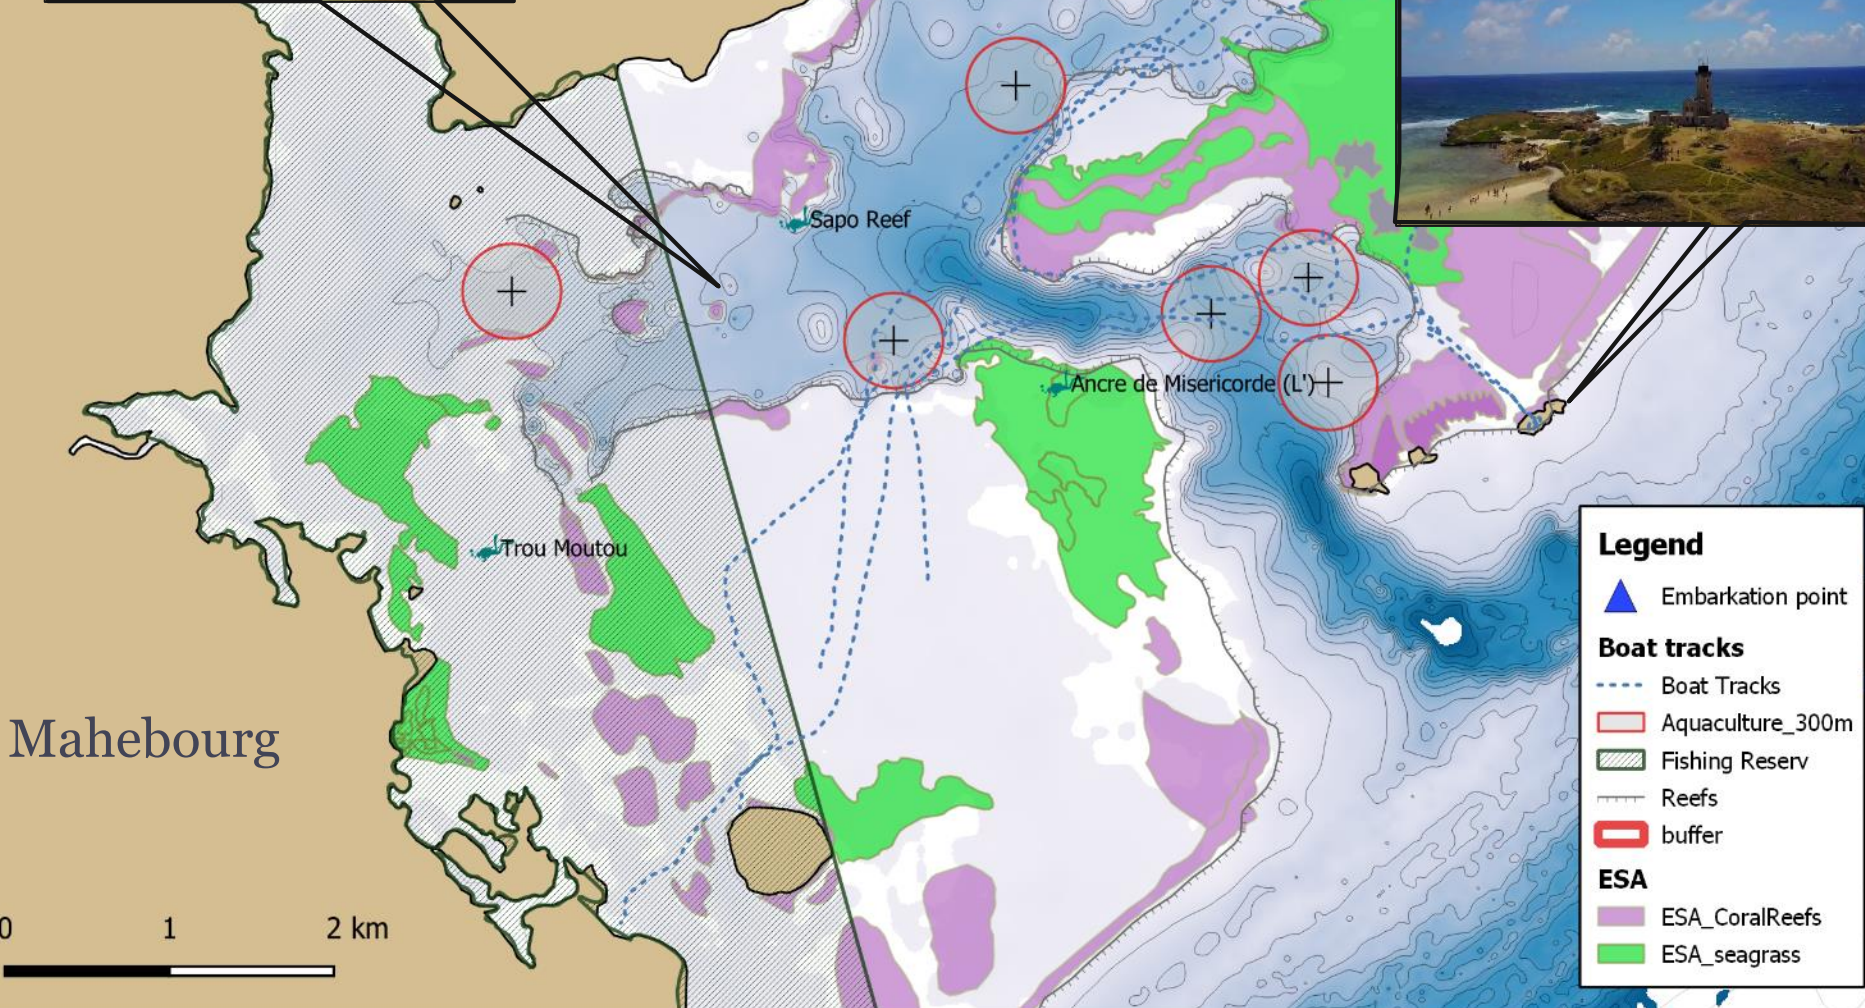 Sapo Reef
Ancre de Misericorde (L')
Trou Moutou
Mahebourg
0 1 2 km
Legend
Embarkation point
Boat tracks
Boat Tracks
Aquaculture_300m
Fishing Reserv
Reefs
buffer
ESA
ESA_CoralReefs
ESA_seagrass